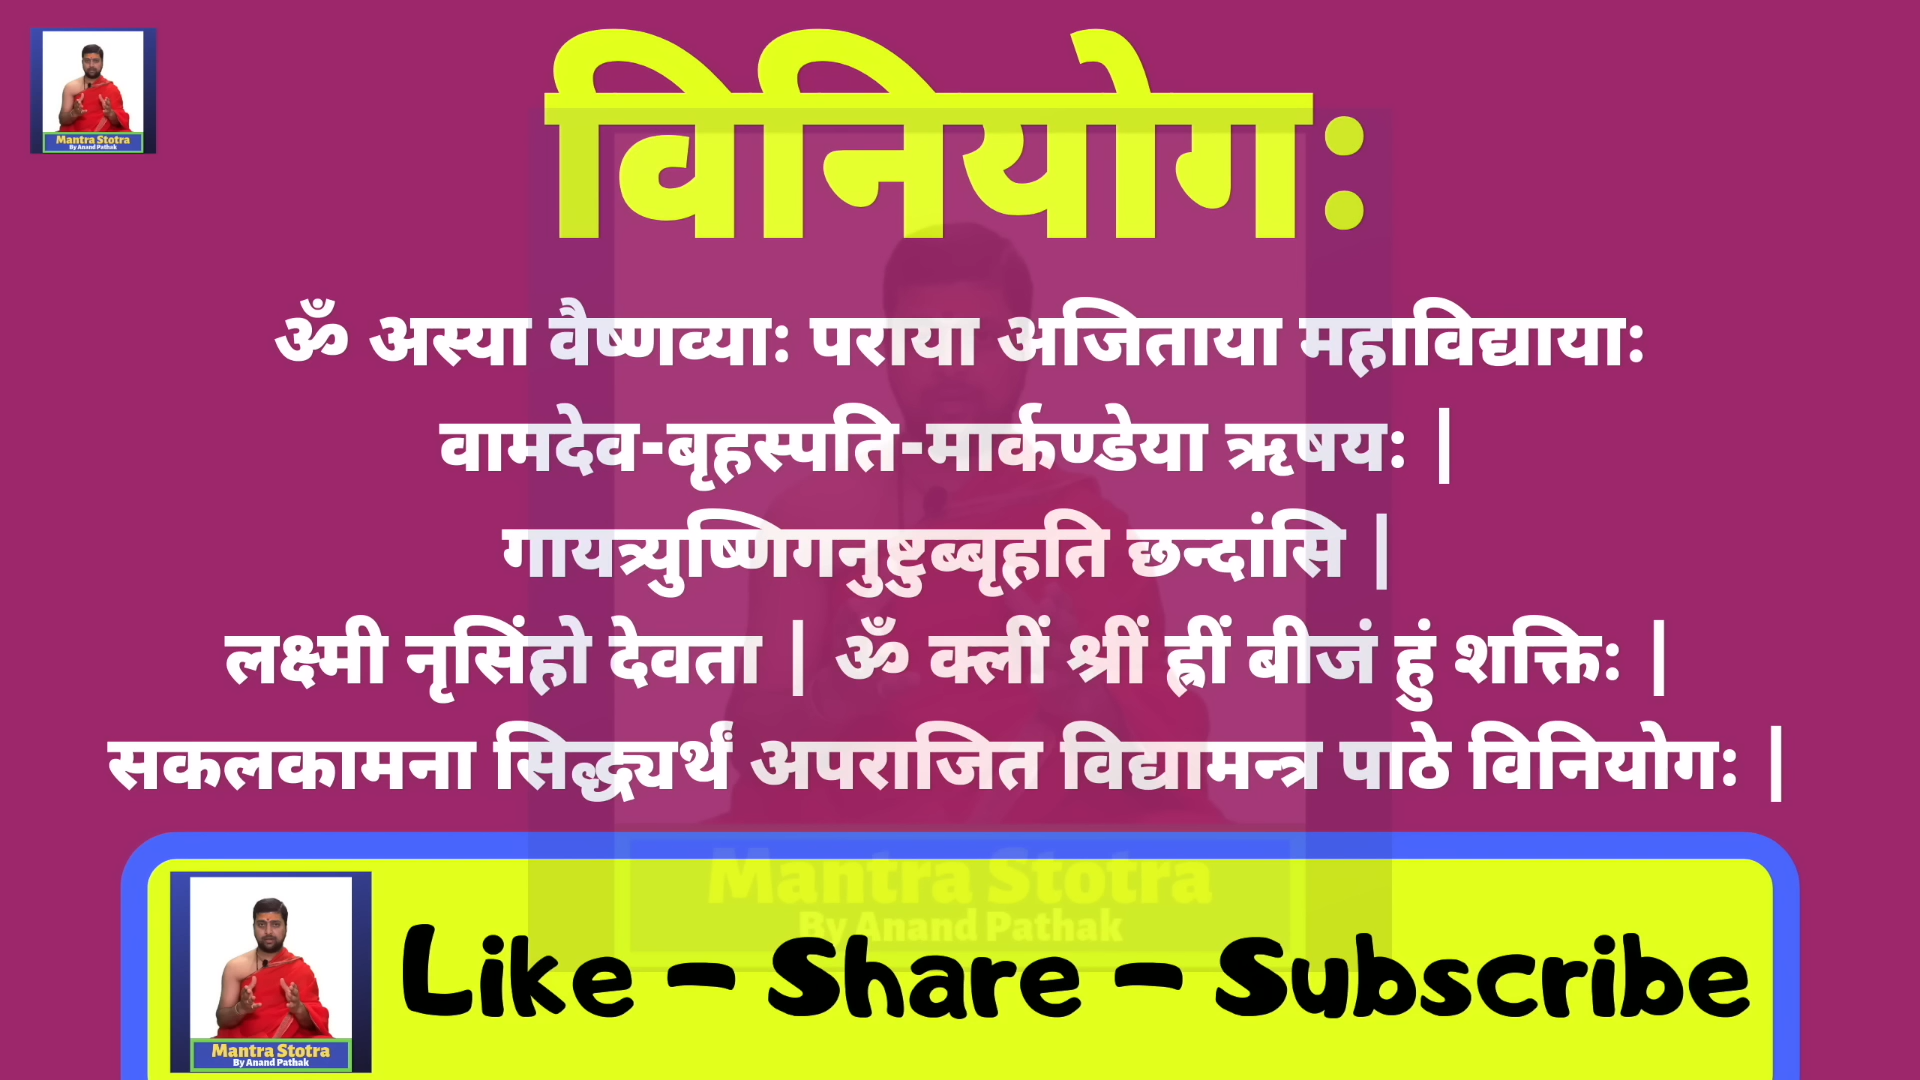 Mantra Stotra
By Anand Pathak
विनियोगः
ॐ अस्या वैष्णव्याः पराया अजिताया महाविद्यायाः
वामदेव-बृहस्पति-मार्कण्डेया ऋषयः |
गायत्र्युष्णिगनुष्टुब्बृहति छन्दांसि |
लक्ष्मी नृसिंहो देवता | ॐ क्लीं श्रीं ह्रीं बीजं हुं शक्तिः |
सकलकामना सिद्ध्यर्थं अपराजित विद्यामन्त्र पाठे विनियोगः |
Mantra Stotra
By Anand Pathak
Like - Share - Subscribe
Mantra Stotra
By Anand Pathak